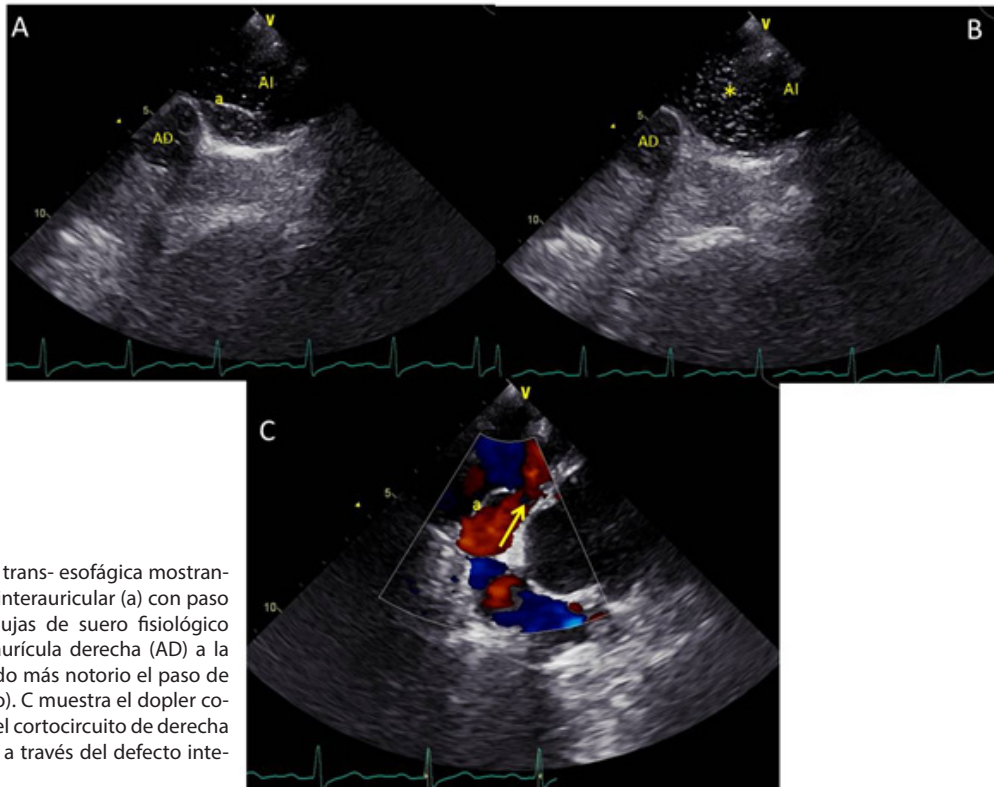 A
V
AI
a
5
AD
10
B
V
*
AI
5
AD
10
C
V
5
a
10
trans- esofágica mostran-
interauricular (a) con paso
ujas de suero fisiológico
aurícula derecha (AD) a la
do más notorio el paso de
o). C muestra el dopler co-
el cortocircuito de derecha
a través del defecto inte-